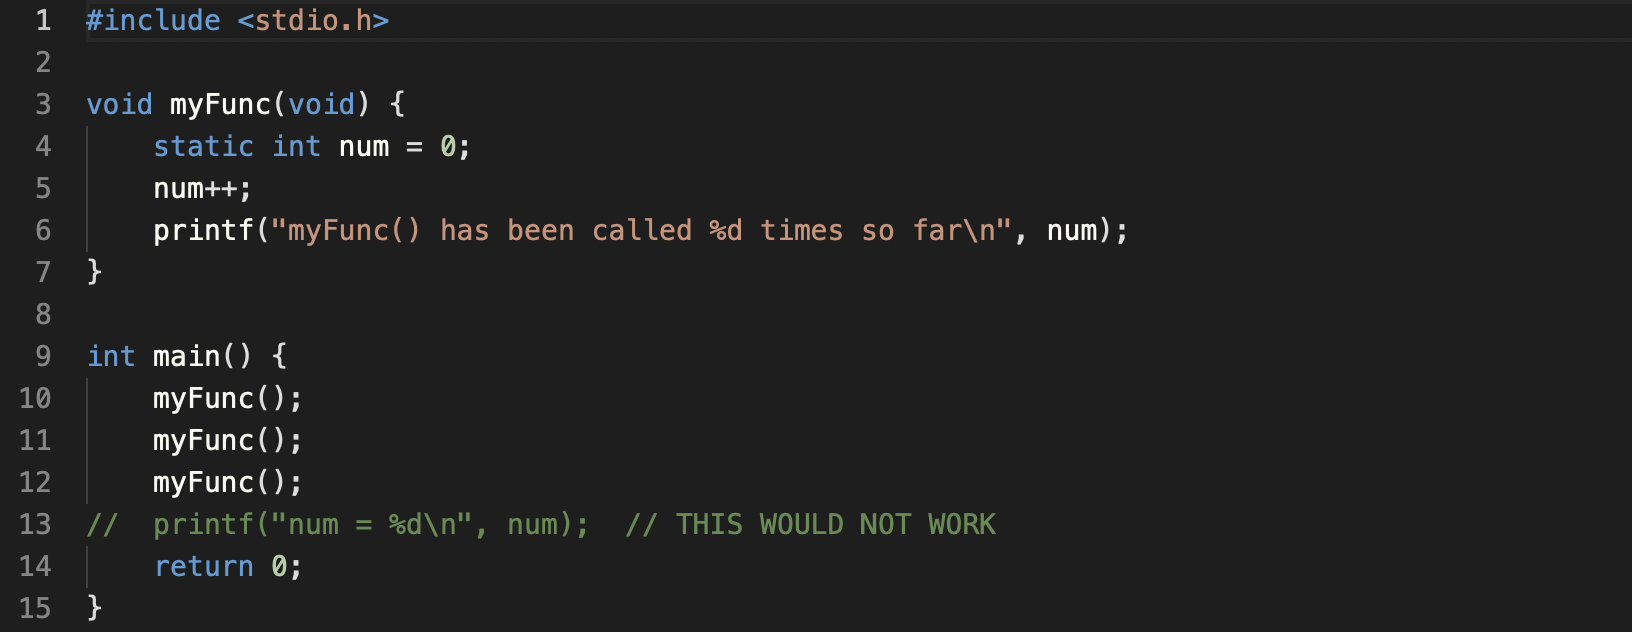 1 #include <stdio.h>
2
3 void myFunc(void) {
4     static int num = 0;
5     num++;
6     printf("myFunc() has been called %d times so far\n", num);
7 }
8
9 int main() {
10     myFunc();
11     myFunc();
12     myFunc();
13 //  printf("num = %d\n", num);  // THIS WOULD NOT WORK
14     return 0;
15 }